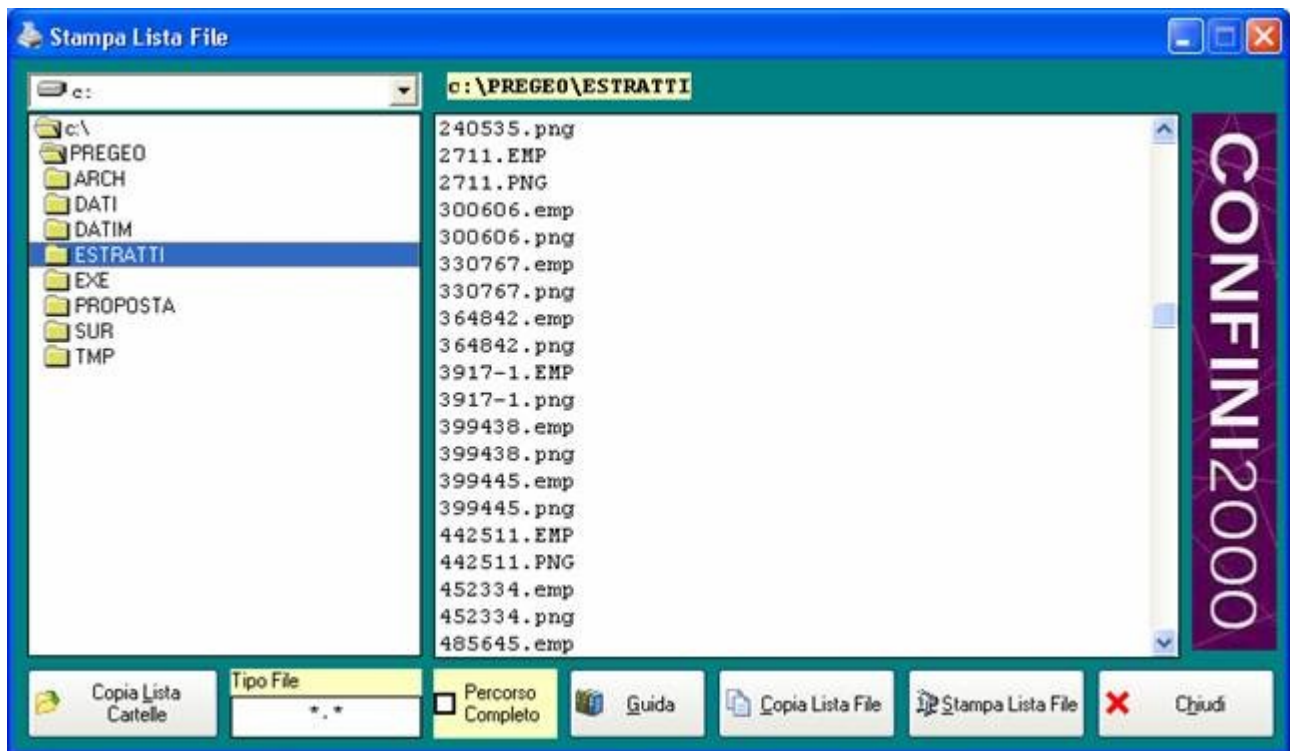 Stampa Lista File
c:
c:\PREGEO\ESTRATTI
c:\
PREGEO
ARCH
DATI
DATIM
ESTRATTI
EXE
PROPOSTA
SUR
TMP
240535.png
2711.EMP
2711.PNG
300606.emp
300606.png
330767.emp
330767.png
364842.emp
364842.png
3917-1.EMP
3917-1.png
399438.emp
399438.png
399445.emp
399445.png
442511.EMP
442511.PNG
452334.emp
452334.png
485645.emp
CONFINI2000
Copia Lista
Cartelle
Tipo File
*.*
Percorso
Completo
Guida
Copia Lista File
Stampa Lista File
Chiudi